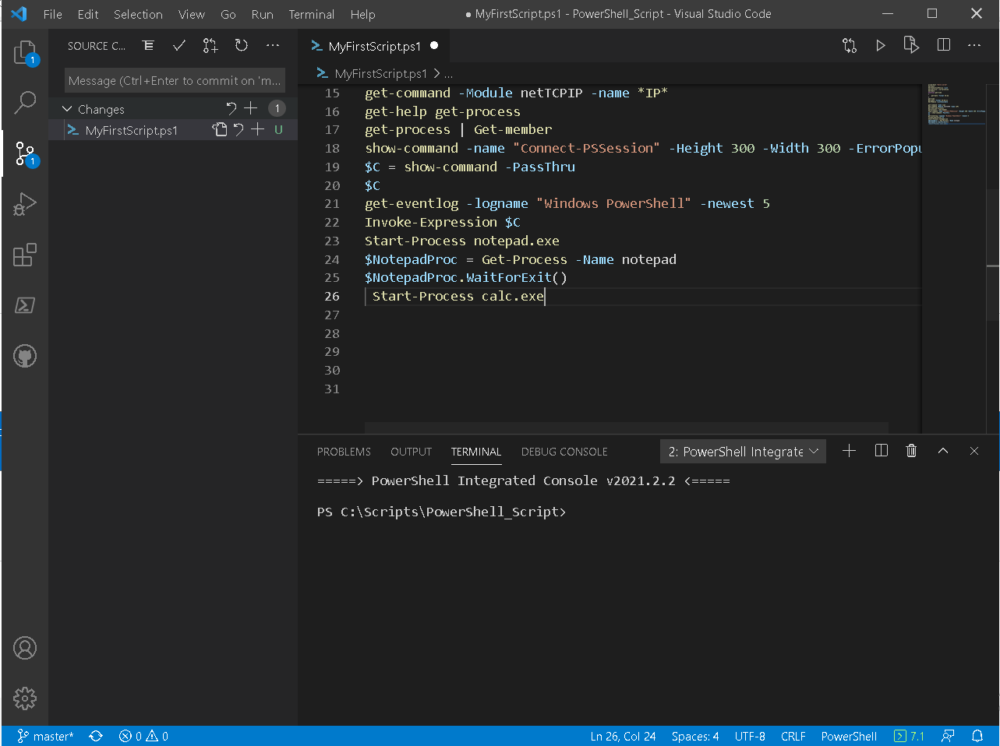 File Edit Selection View Go Run Terminal Help ● MyFirstScript.ps1 - PowerShell_Script - Visual Studio Code
SOURCE C...
MyFirstScript.ps1
1
Message (Ctrl+Enter to commit on 'm...
MyFirstScript.ps1 > ...
Changes 1
MyFirstScript.ps1 U
1
15 get-command -Module netTCPIP -name *IP*
16 get-help get-process
17 get-process | Get-member
18 show-command -name "Connect-PSSession" -Height 300 -Width 300 -ErrorPopu
19 $C = show-command -PassThru
20 $C
21 get-eventlog -logname "Windows PowerShell" -newest 5
22 Invoke-Expression $C
23 Start-Process notepad.exe
24 $NotepadProc = Get-Process -Name notepad
25 $NotepadProc.WaitForExit()
26 Start-Process calc.exe
27
28
29
30
31
PROBLEMS OUTPUT TERMINAL DEBUG CONSOLE 2: PowerShell Integrate
=====> PowerShell Integrated Console v2021.2.2 <=====
PS C:\Scripts\PowerShell_Script>
master* 0 0 Ln 26, Col 24 Spaces: 4 UTF-8 CRLF PowerShell 7.1